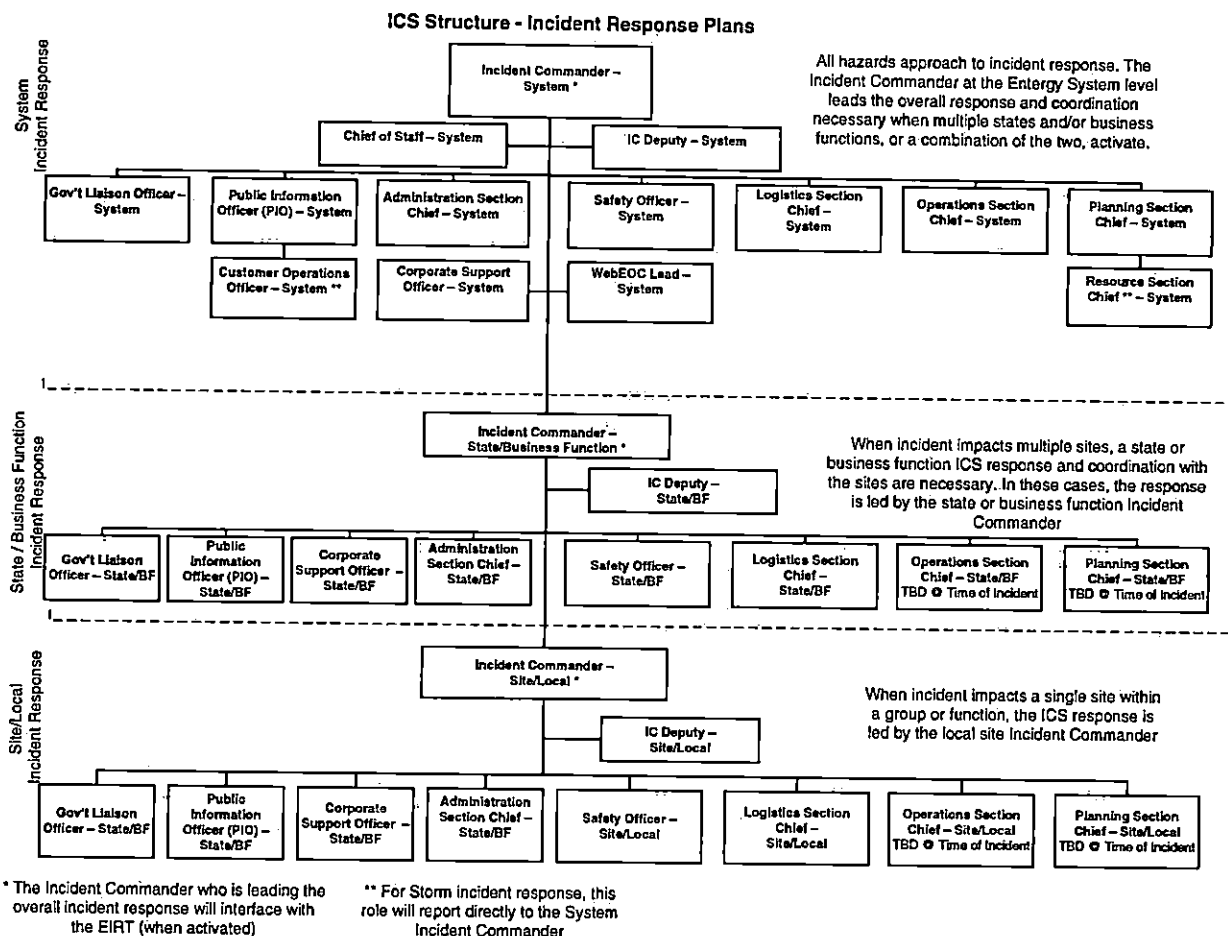 ICS Structure - Incident Response Plans
System
Incident Response
Incident Commander –
System *
All hazards approach to incident response. The
Incident Commander at the Entergy System level
leads the overall response and coordination
necessary when multiple states and/or business
functions, or a combination of the two, activate.
Chief of Staff – System
IC Deputy – System
Gov't Liaison Officer –
System
Public Information
Officer (PIO) – System
Administration Section
Chief – System
Safety Officer –
System
Logistics Section
Chief –
System
Operations Section
Chief – System
Planning Section
Chief – System
Customer Operations
Officer – System **
Corporate Support
Officer – System
WebEOC Lead –
System
Resource Section
Chief ** – System
1
State / Business Function
Incident Response
Incident Commander –
State/Business Function *
When incident impacts multiple sites, a state or
business function ICS response and coordination with
the sites are necessary. In these cases, the response
is led by the state or business function Incident
Commander
IC Deputy –
State/BF
Gov't Liaison
Officer – State/BF
Public
Information
Officer (PIO) –
State/BF
Corporate
Support Officer –
State/BF
Administration
Section Chief –
State/BF
Safety Officer –
State/BF
Logistics Section
Chief –
State/BF
Operations Section
Chief – State/BF
TBD @ Time of Incident
Planning Section
Chief – State/BF
TBD @ Time of Incident
Site/Local
Incident Response
Incident Commander –
Site/Local *
When incident impacts a single site within
a group or function, the ICS response is
led by the local site Incident Commander
IC Deputy –
Site/Local
Gov't Liaison
Officer – State/BF
Public
Information
Officer (PIO) –
State/BF
Corporate
Support Officer –
State/BF
Administration
Section Chief –
State/BF
Safety Officer –
Site/Local
Logistics Section
Chief –
Site/Local
Operations Section
Chief – Site/Local
TBD @ Time of Incident
Planning Section
Chief – Site/Local
TBD @ Time of Incident
* The Incident Commander who is leading the
overall incident response will interface with
the EIRT (when activated)
** For Storm incident response, this
role will report directly to the System
Incident Commander